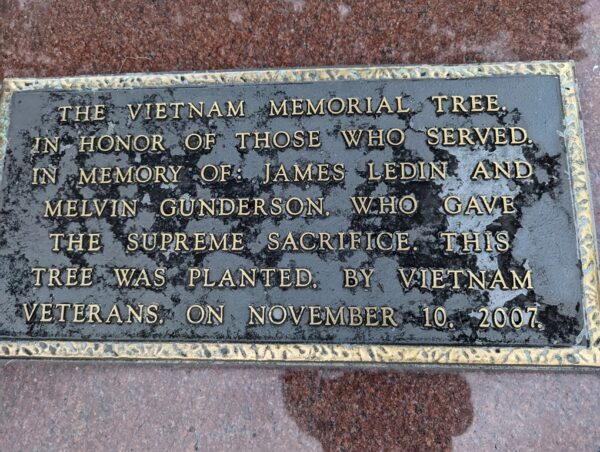 THE VIETNAM MEMORIAL TREE.
IN HONOR OF THOSE WHO SERVED.
IN MEMORY OF: JAMES LEDIN AND
MELVIN GUNDERSON, WHO GAVE
THE SUPREME SACRIFICE. THIS
TREE WAS PLANTED, BY VIETNAM
VETERANS, ON NOVEMBER 10, 2007.